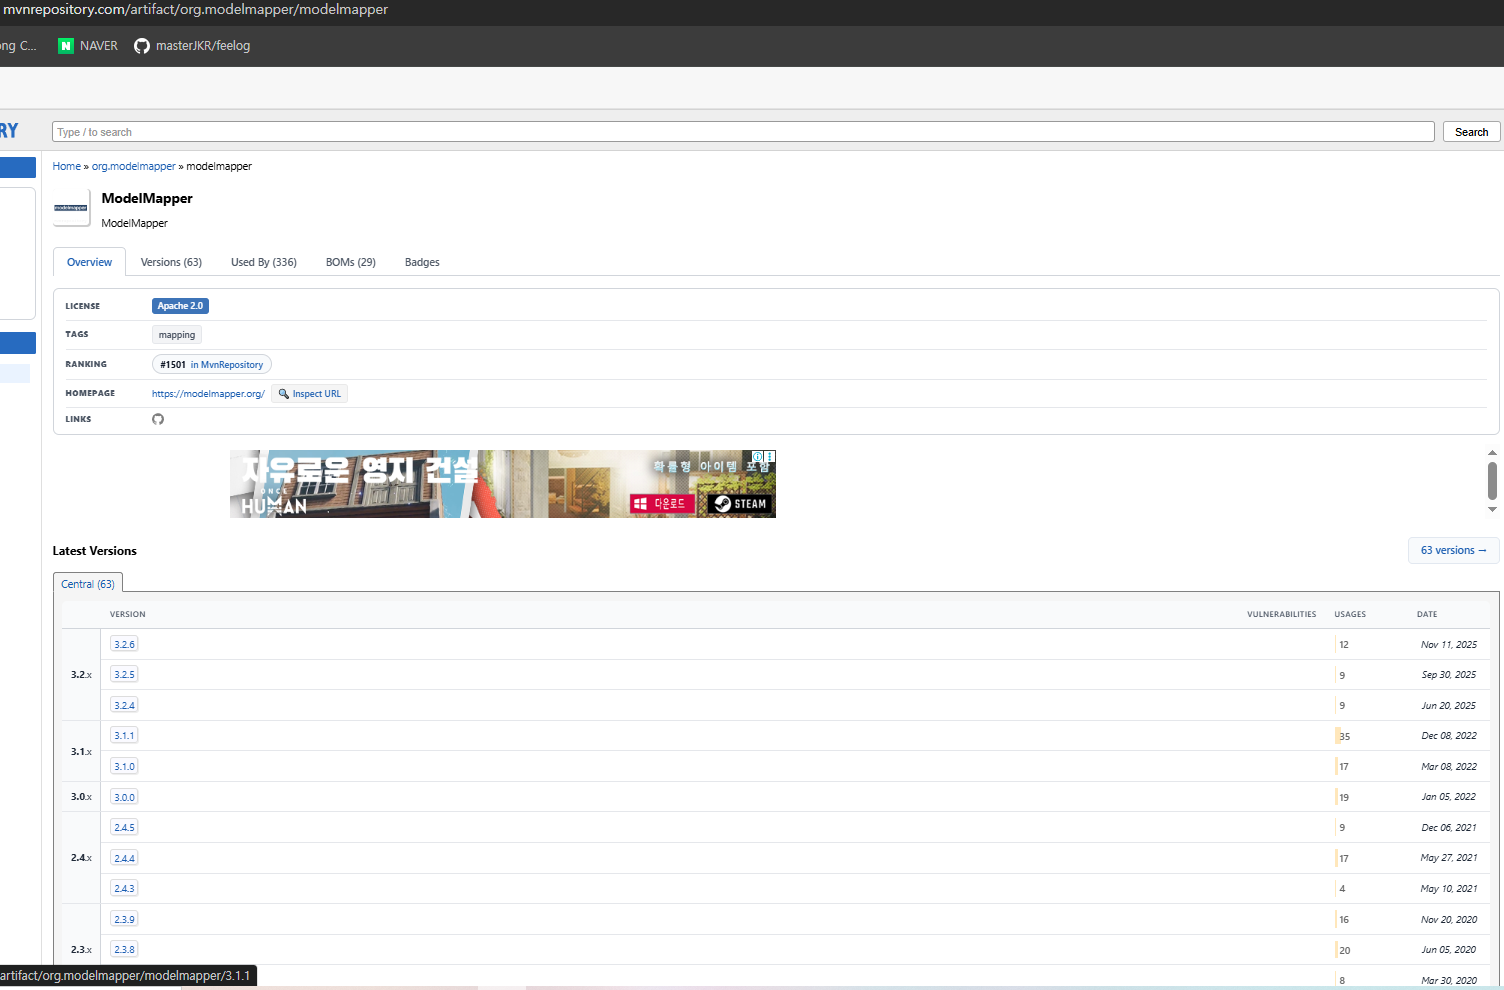 mvnrepository.com/artifact/org.modelmapper/modelmapper
ong C... NAVER masterJKR/feelog
RY Type / to search Search
Home » org.modelmapper » modelmapper
modelmapper
ModelMapper
ModelMapper
Overview Versions (63) Used By (336) BOMs (29) Badges
LICENSE Apache 2.0
TAGS mapping
RANKING #1501 in MvnRepository
HOMEPAGE https://modelmapper.org/ Inspect URL
LINKS
자유로운 영지 건설 확률형 아이템 포함
ONCE
HUMAN 다운로드 STEAM
Latest Versions 63 versions →
Central (63)
VERSION VULNERABILITIES USAGES DATE
3.2.6 12 Nov 11, 2025
3.2.x 3.2.5 9 Sep 30, 2025
3.2.4 9 Jun 20, 2025
3.1.1 35 Dec 08, 2022
3.1.x
3.1.0 17 Mar 08, 2022
3.0.x 3.0.0 19 Jan 05, 2022
2.4.5 9 Dec 06, 2021
2.4.x 2.4.4 17 May 27, 2021
2.4.3 4 May 10, 2021
2.3.9 16 Nov 20, 2020
2.3.x 2.3.8 20 Jun 05, 2020
artifact/org.modelmapper/modelmapper/3.1.1 8 Mar 30, 2020